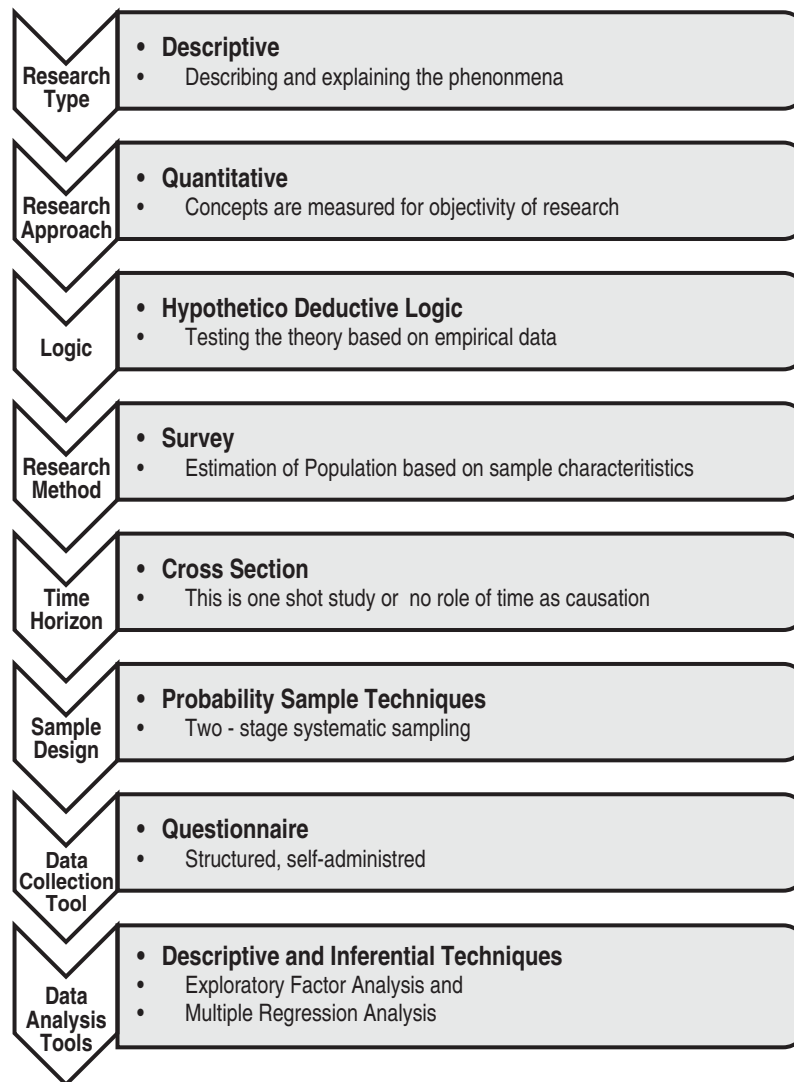 Research
Type
• Descriptive
• Describing and explaining the phenonmena
Research
Approach
• Quantitative
• Concepts are measured for objectivity of research
Logic
• Hypothetico Deductive Logic
• Testing the theory based on empirical data
Research
Method
• Survey
• Estimation of Population based on sample characteritistics
Time
Horizon
• Cross Section
• This is one shot study or no role of time as causation
Sample
Design
• Probability Sample Techniques
• Two - stage systematic sampling
Data
Collection
Tool
• Questionnaire
• Structured, self-administred
Data
Analysis
Tools
• Descriptive and Inferential Techniques
• Exploratory Factor Analysis and
• Multiple Regression Analysis